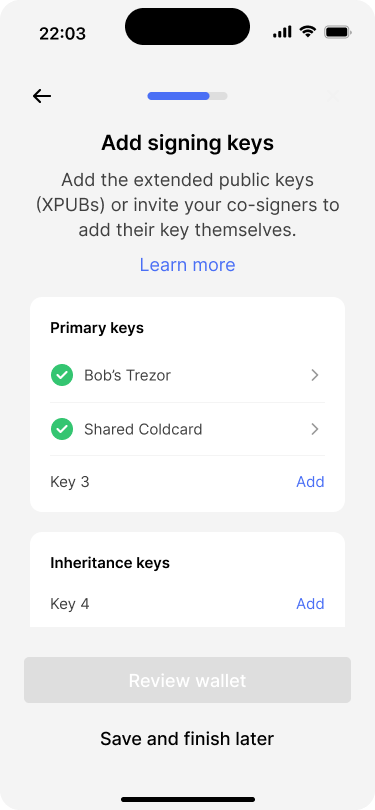 22:03
Add signing keys
Add the extended public keys
(XPUBs) or invite your co-signers to
add their key themselves.
Learn more
Primary keys
Bob’s Trezor
Shared Coldcard
Key 3 Add
Inheritance keys
Key 4 Add
Review wallet
Save and finish later